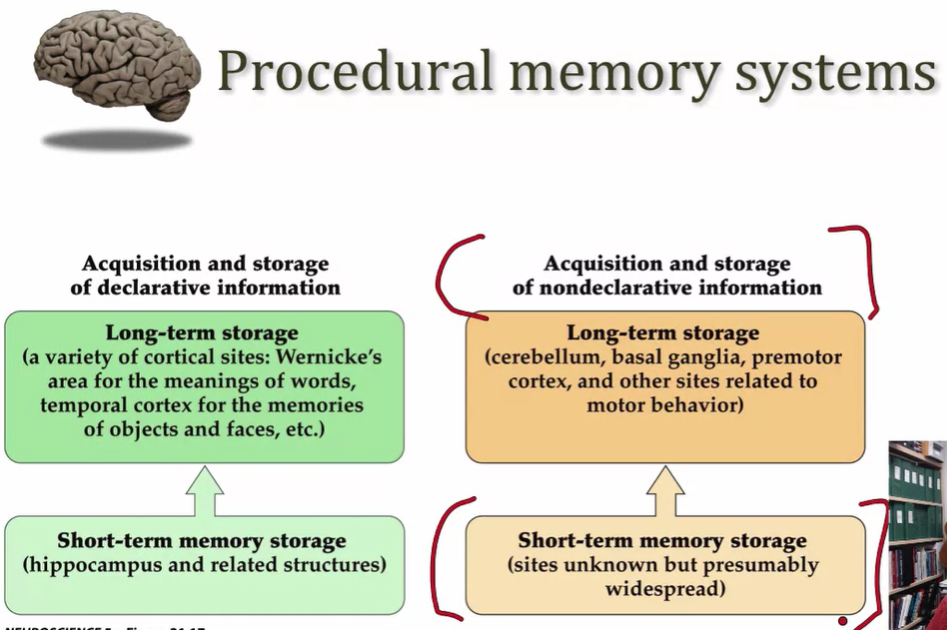 Procedural memory systems
Acquisition and storage
of declarative information
Long-term storage
(a variety of cortical sites: Wernicke's
area for the meanings of words,
temporal cortex for the memories
of objects and faces, etc.)
Short-term memory storage
(hippocampus and related structures)
Acquisition and storage
of nondeclarative information
Long-term storage
(cerebellum, basal ganglia, premotor
cortex, and other sites related to
motor behavior)
Short-term memory storage
(sites unknown but presumably
widespread)